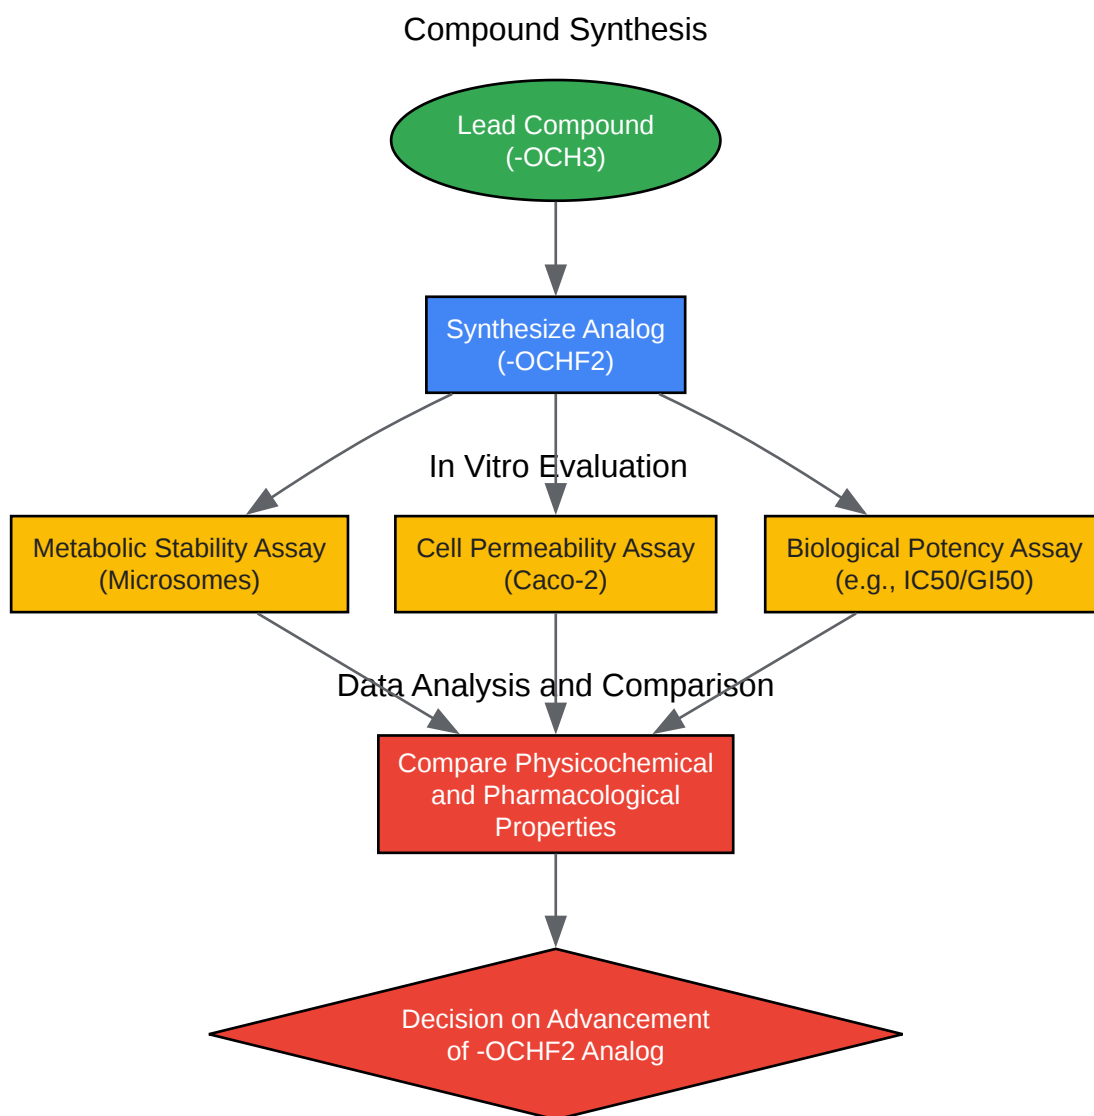 Compound Synthesis
Lead Compound
(-OCH3)
Synthesize Analog
(-OCHF2)
In Vitro Evaluation
Metabolic Stability Assay
(Microsomes)
Cell Permeability Assay
(Caco-2)
Biological Potency Assay
(e.g., IC50/GI50)
Data Analysis and Comparison
Compare Physicochemical
and Pharmacological
Properties
Decision on Advancement
of -OCHF2 Analog